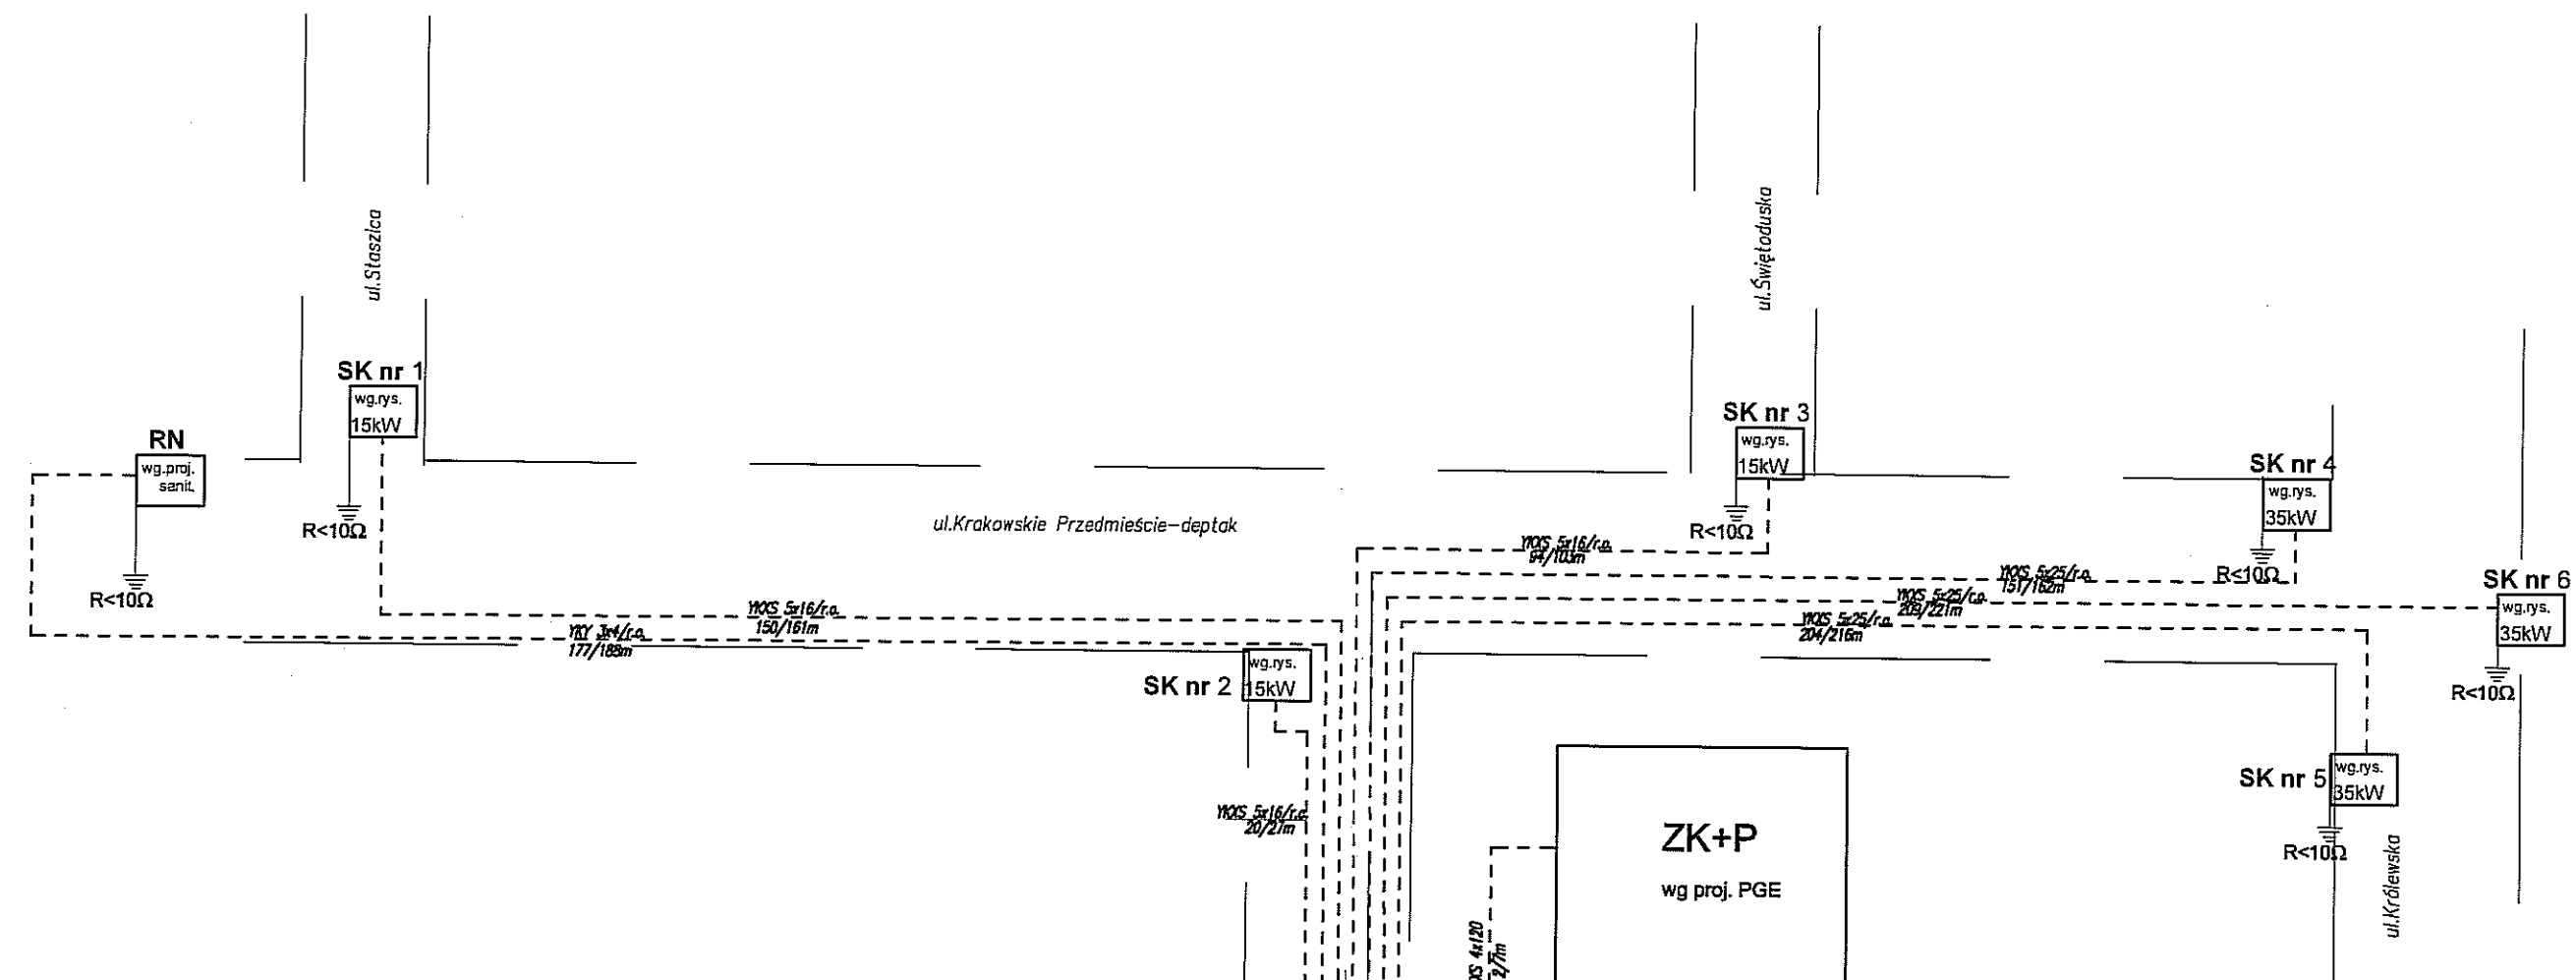 ul.Staszica
ul.Świętoduska
SK nr 1
wg.rys.
15kW
R<10Ω
RN
wg.proj.
sanit.
R<10Ω
SK nr 3
wg.rys.
15kW
R<10Ω
SK nr 4
wg.rys.
35kW
R<10Ω
ul.Krakowskie Przedmieście-deptak
YKXS 5x16/r.o.
94/103m
YKXS 5x25/r.o.
151/162m
SK nr 6
wg.rys.
35kW
R<10Ω
YKXS 5x25/r.o.
209/221m
YKXS 5x25/r.o.
204/216m
YKXS 5x16/r.o.
150/161m
YKY 3x4/r.o.
177/188m
SK nr 2
wg.rys.
15kW
YKXS 5x16/r.o.
20/27m
ZK+P
wg proj. PGE
XS 4x120
2/7m
SK nr 5
wg.rys.
35kW
R<10Ω
ul.Królewska